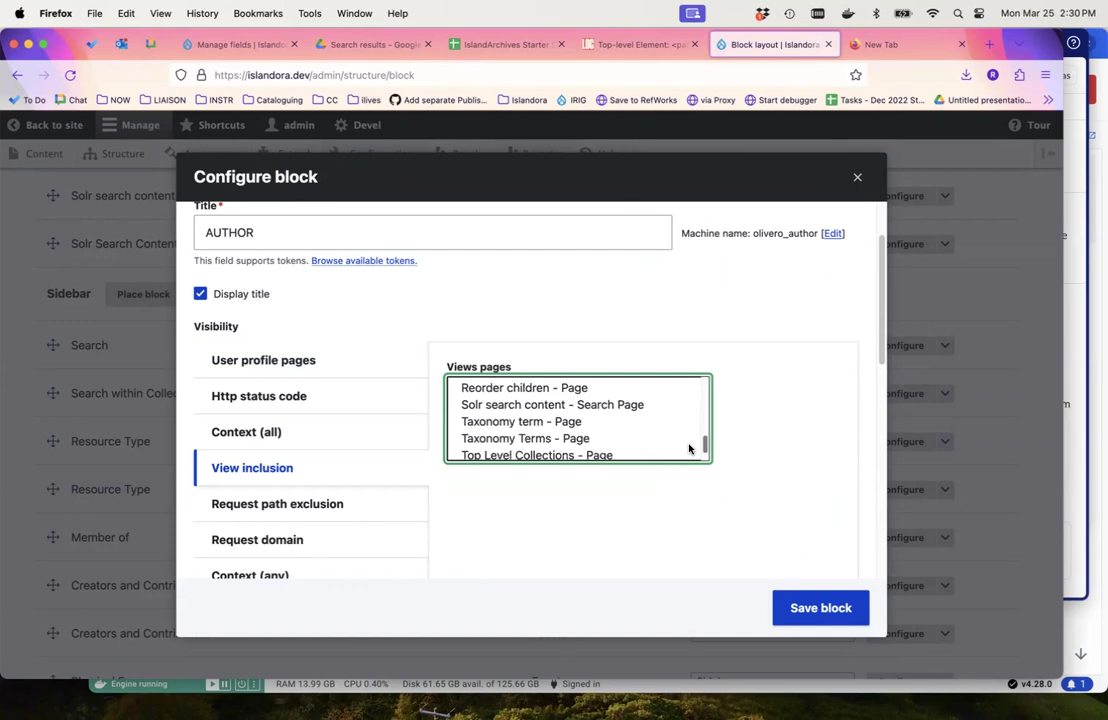 Firefox File Edit View History Bookmarks Tools Window Help Mon Mar 25 2:30 PM
Manage fields | Islando Search results - Google IslandArchives Starter Top-level Element: <pa Block layout | Islandora New Tab
https://islandora.dev/admin/structure/block
To Do Chat NOW LIAISON INSTR Cataloguing CC ilives Add separate Publis... Islandora IRIG Save to RefWorks via Proxy Start debugger Tasks - Dec 2022 St... Untitled presentatio...
Back to site Manage Shortcuts admin Devel Tour
Content Structure
Configure block
Solr search content
Title*
AUTHOR
Machine name: olivero_author [Edit]
Solr Search Content
This field supports tokens. Browse available tokens.
Sidebar Place block
Display title
Visibility
Search
User profile pages
Views pages
Search within Colle
Http status code
Reorder children - Page
Solr search content - Search Page
Taxonomy term - Page
Context (all)
Taxonomy Terms - Page
Resource Type
Top Level Collections - Page
View inclusion
Resource Type
Request path exclusion
Member of
Request domain
Context (any)
Creators and Contri
Save block
Creators and Contri
Engine running RAM 13.99 GB CPU 0.40% Disk 61.65 GB avail. of 125.66 GB Signed in v4.28.0 1